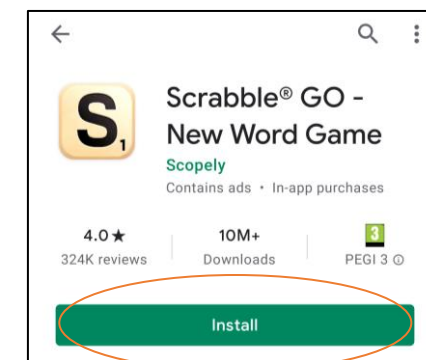 S
1
Scrabble® GO -
New Word Game
Scopely
Contains ads • In-app purchases
4.0 ★
324K reviews
10M+
Downloads
3
PEGI 3 ⓘ
Install